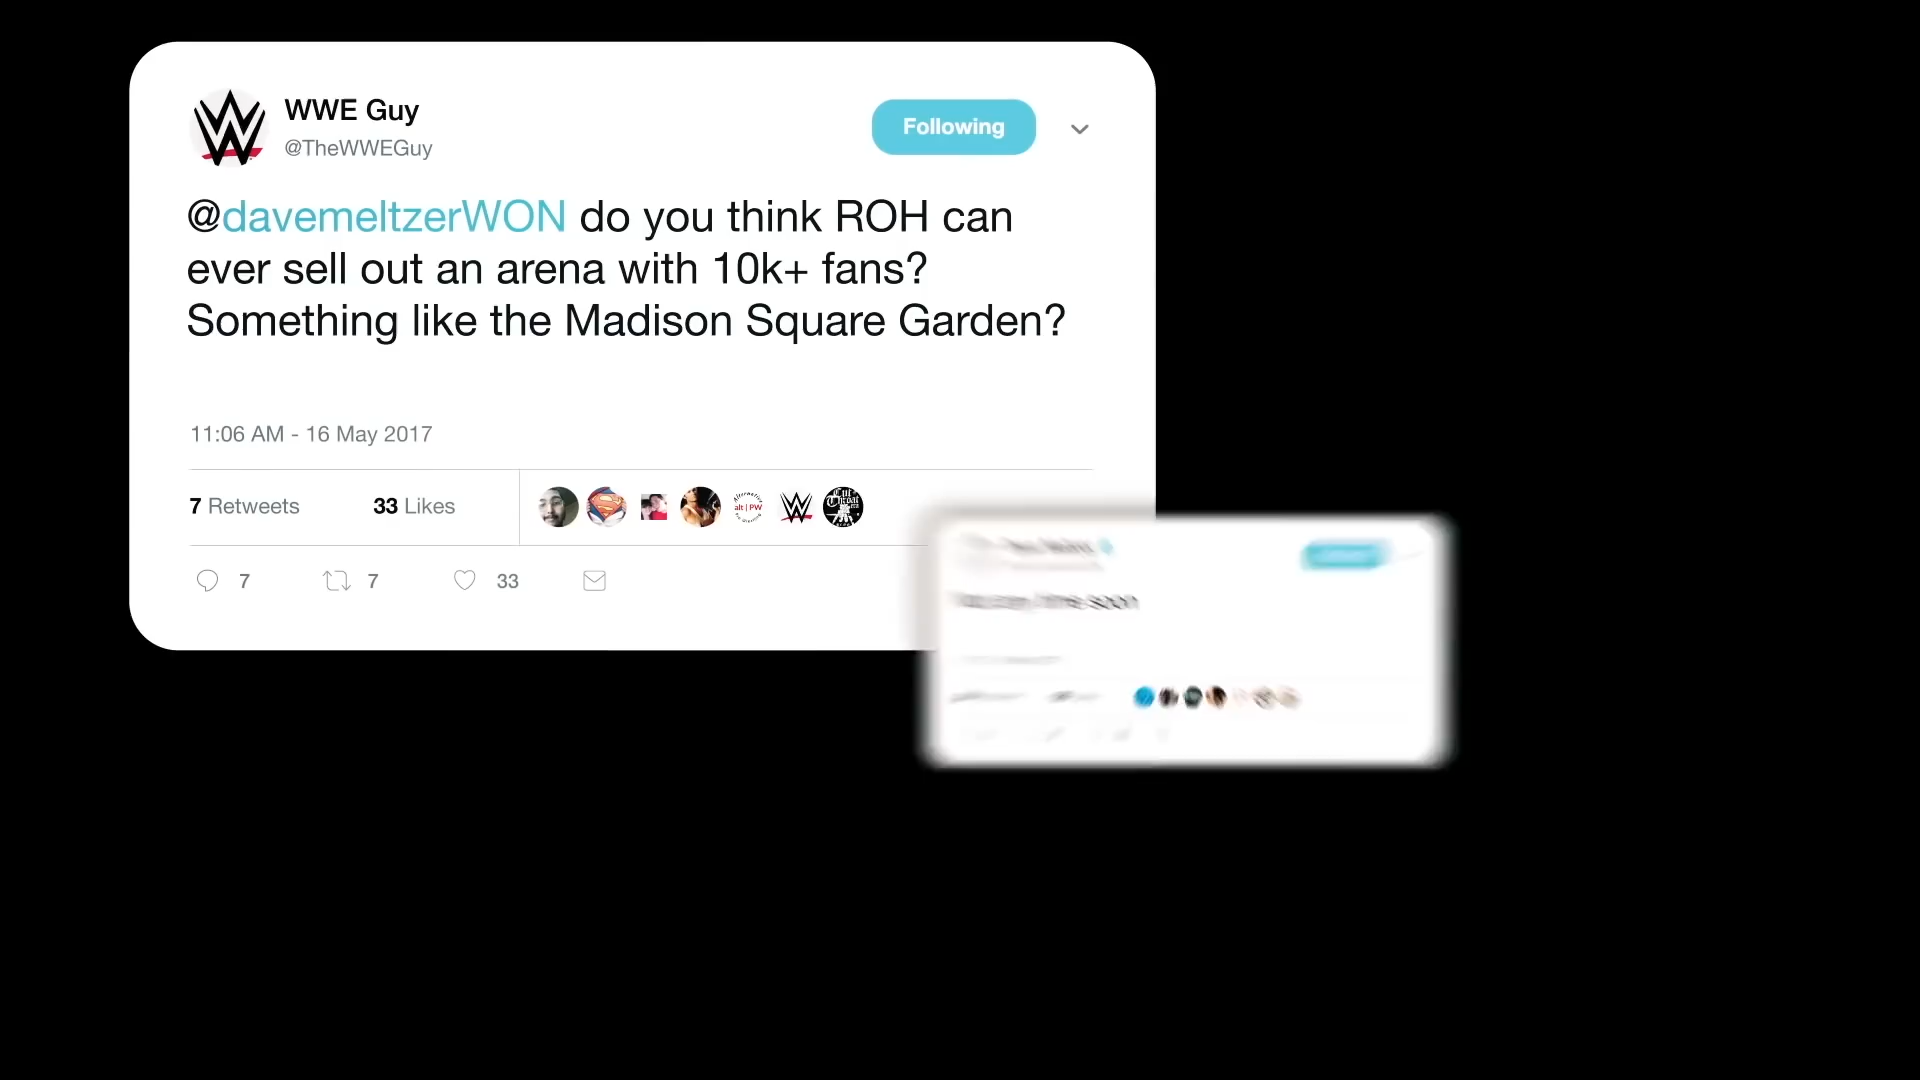 WWE Guy
@TheWWEGuy
Following
@davemeltzerWON do you think ROH can
ever sell out an arena with 10k+ fans?
Something like the Madison Square Garden?
11:06 AM - 16 May 2017
7 Retweets 33 Likes
alt | PW
7 7 33
time soon